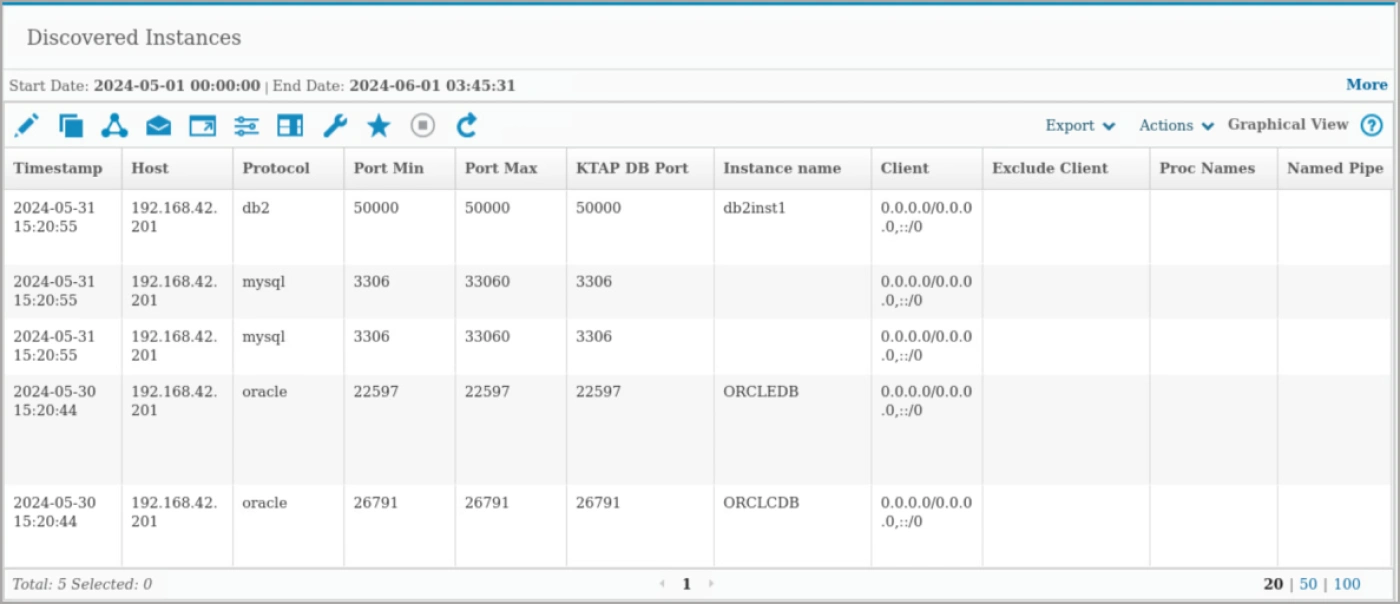 Discovered Instances
Start Date: 2024-05-01 00:00:00 | End Date: 2024-06-01 03:45:31 More
Export Actions Graphical View ?
Timestamp Host Protocol Port Min Port Max KTAP DB Port Instance name Client Exclude Client Proc Names Named Pipe
2024-05-31 192.168.42. db2 50000 50000 50000 db2inst1 0.0.0.0/0.0.0
15:20:55 201 .0,::/0
2024-05-31 192.168.42. mysql 3306 33060 3306 0.0.0.0/0.0.0
15:20:55 201 .0,::/0
2024-05-31 192.168.42. mysql 3306 33060 3306 0.0.0.0/0.0.0
15:20:55 201 .0,::/0
2024-05-30 192.168.42. oracle 22597 22597 22597 ORCLEDB 0.0.0.0/0.0.0
15:20:44 201 .0,::/0
2024-05-30 192.168.42. oracle 26791 26791 26791 ORCLCDB 0.0.0.0/0.0.0
15:20:44 201 .0,::/0
Total: 5 Selected: 0 1 20 | 50 | 100